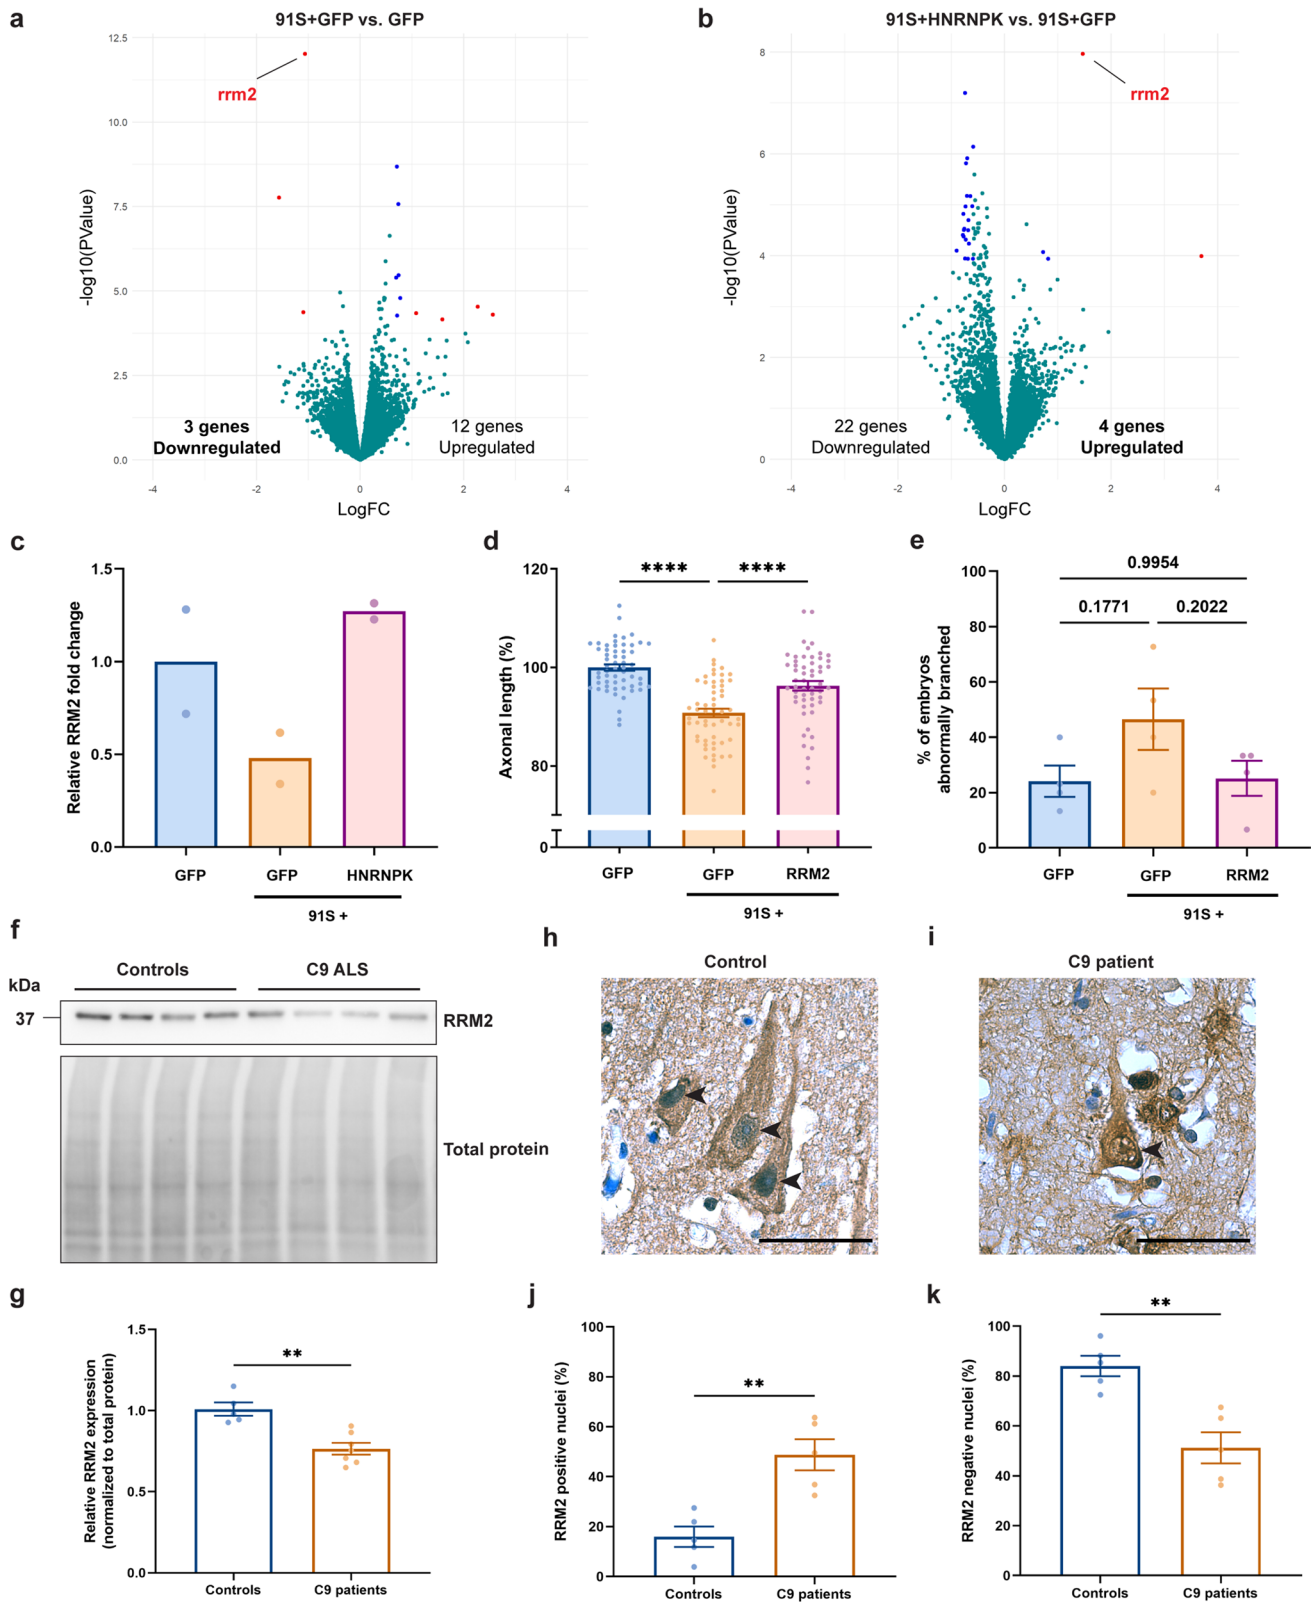 a
91S+GFP vs. GFP
12.5
10.0
7.5
5.0
2.5
0.0
-log10(PValue)
rrm2
3 genes
Downregulated
12 genes
Upregulated
-4
-2
0
2
4
LogFC
b
91S+HNRNPK vs. 91S+GFP
8
6
4
2
0
-log10(PValue)
rrm2
22 genes
Downregulated
4 genes
Upregulated
-4
-2
0
2
4
LogFC
c
Relative RRM2 fold change
1.5
1.0
0.5
0.0
GFP
GFP
HNRNPK
91S +
d
Axonal length (%)
120
100
80
0
****
****
GFP
GFP
RRM2
91S +
e
% of embryos
abnormally branched
100
80
60
40
20
0
0.9954
0.1771
0.2022
GFP
GFP
RRM2
91S +
f
kDa
Controls
C9 ALS
37
RRM2
Total protein
h
Control
i
C9 patient
g
Relative RRM2 expression
(normalized to total protein)
1.5
1.0
0.5
0.0
**
Controls
C9 patients
j
RRM2 positive nuclei (%)
100
80
60
40
20
0
**
Controls
C9 patients
k
RRM2 negative nuclei (%)
100
80
60
40
20
0
**
Controls
C9 patients